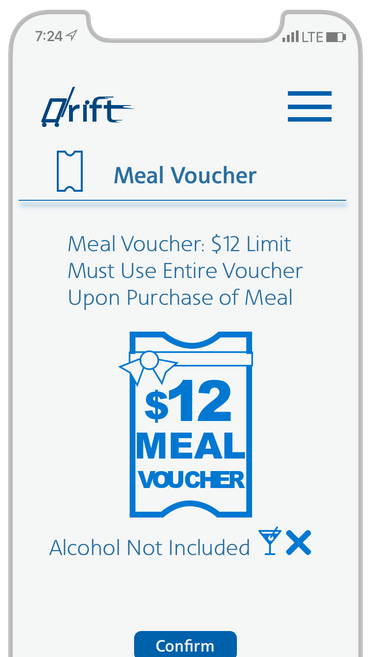 7:24
LTE
Drift
Meal Voucher
Meal Voucher: $12 Limit
Must Use Entire Voucher
Upon Purchase of Meal
$12
MEAL
VOUCHER
Alcohol Not Included
Confirm